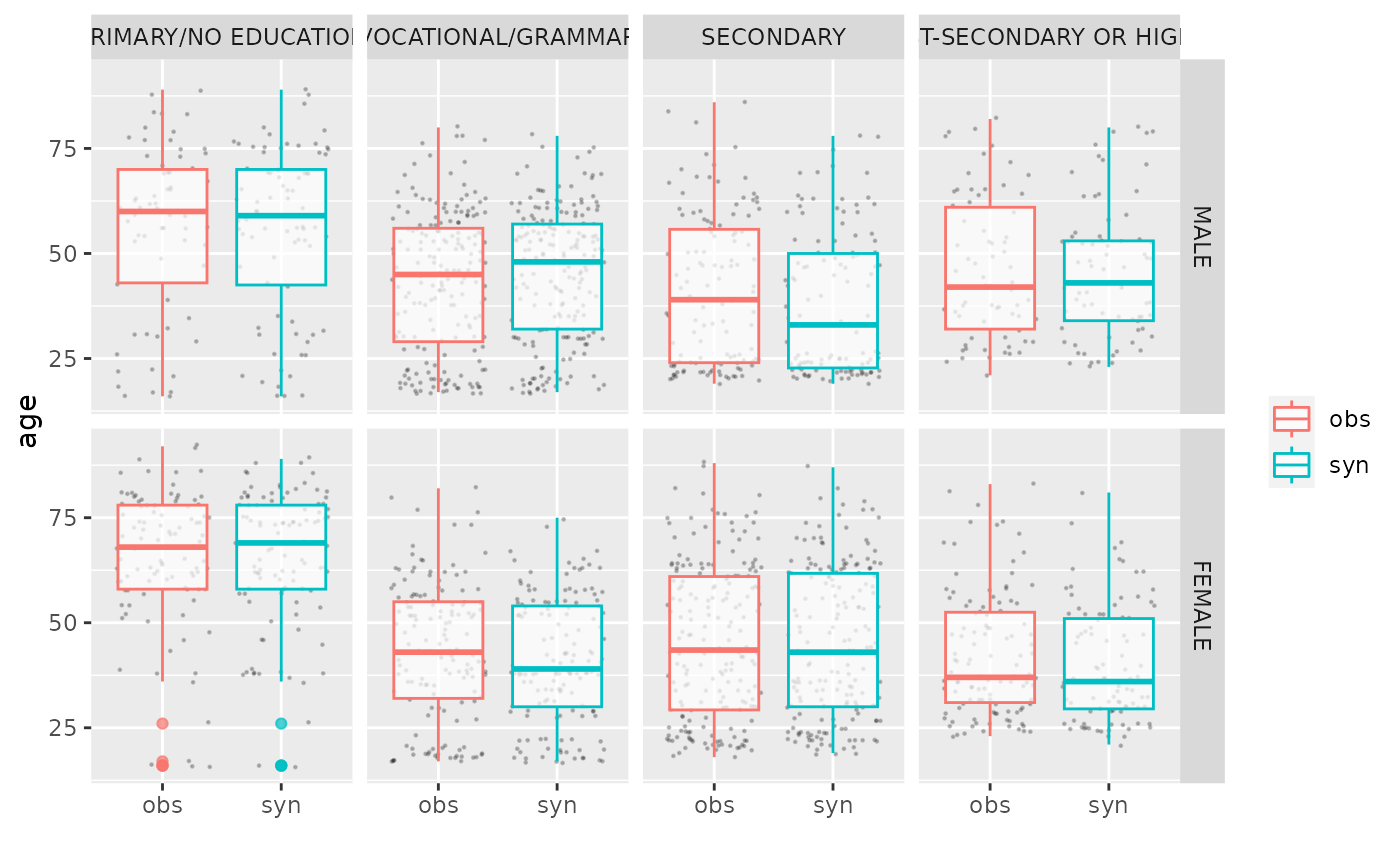 RIMARY/NO EDUCATIO VOCATIONAL/GRAMMAR SECONDARY T-SECONDARY OR HIG
75
50
25
MALE
age
obs
syn
75
50
25
FEMALE
obs syn obs syn obs syn obs syn